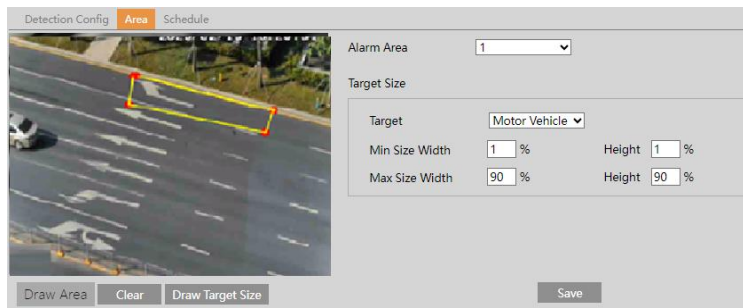 Detection Config Area Schedule
Alarm Area 1
Target Size
Target Motor Vehicle
Min Size Width 1 % Height 1 %
Max Size Width 90 % Height 90 %
Draw Area Clear Draw Target Size Save